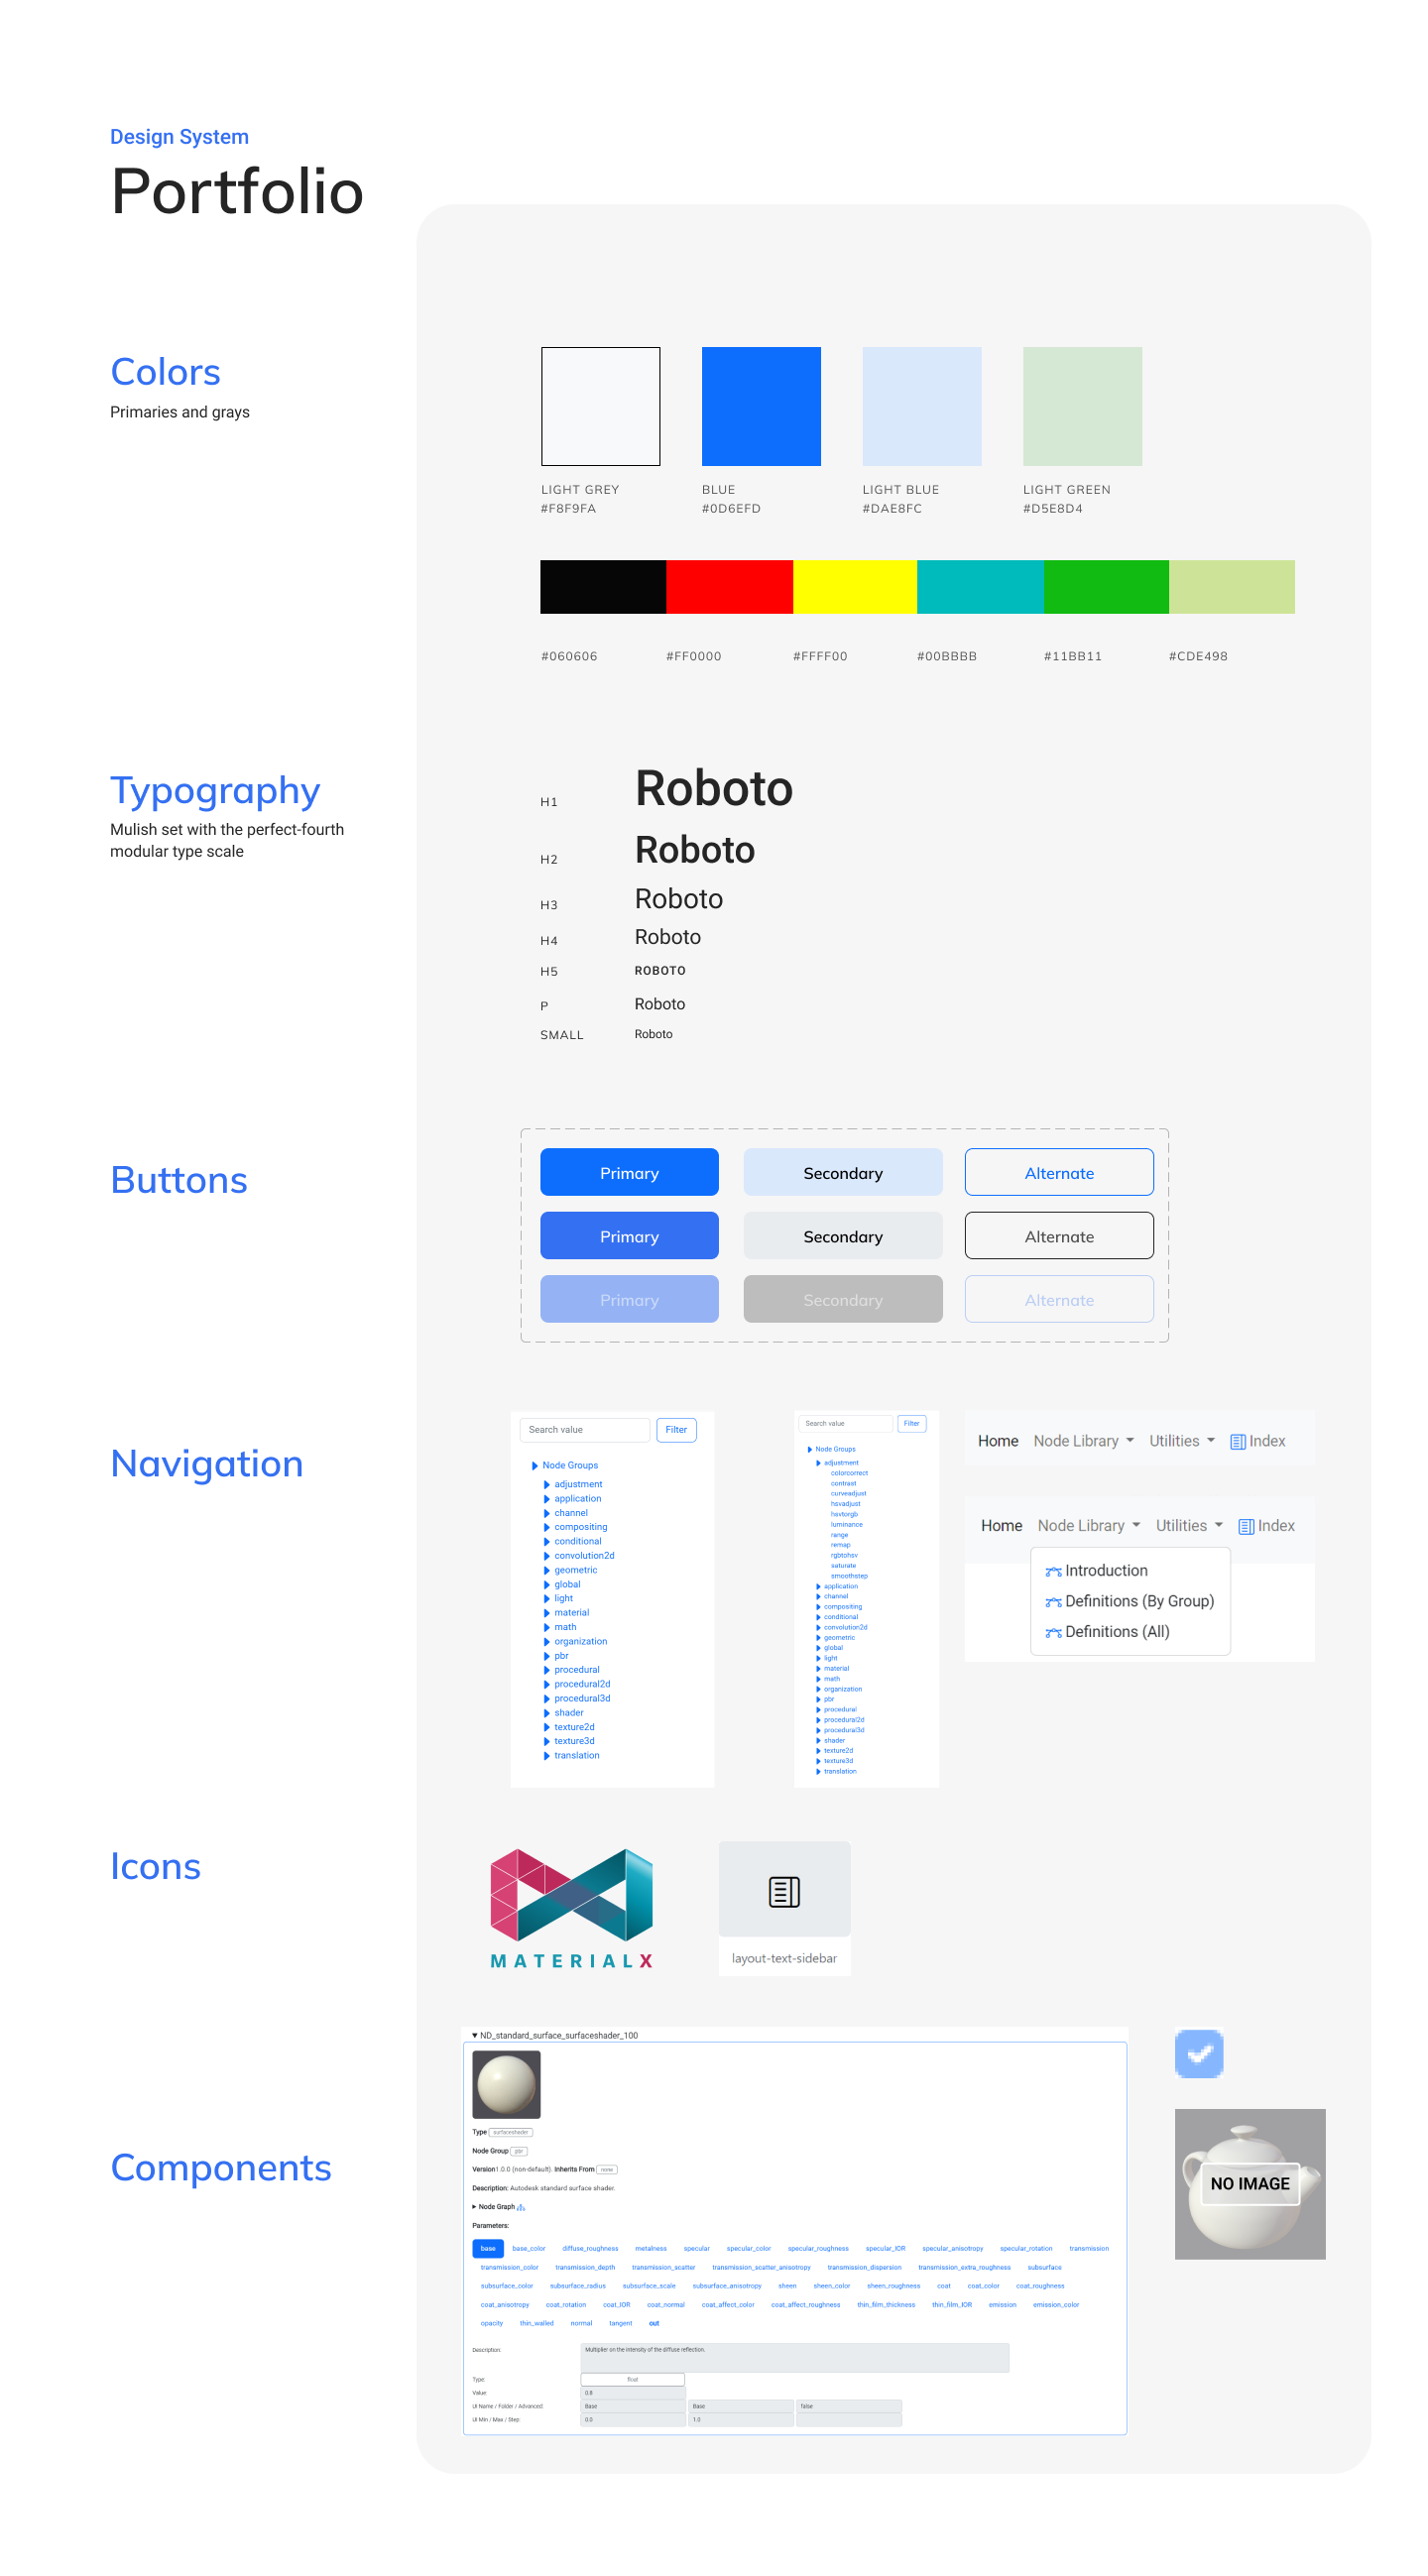 Design System
Portfolio
Colors
Primaries and grays
LIGHT GREY
#F8F9FA
BLUE
#0D6EFD
LIGHT BLUE
#DAE8FC
LIGHT GREEN
#D5E8D4
#060606 #FF0000 #FFFF00 #00BBBB #11BB11 #CDE498
Typography
Mulish set with the perfect-fourth
modular type scale
H1 Roboto
H2 Roboto
H3 Roboto
H4 Roboto
H5 ROBOTO
P Roboto
SMALL Roboto
Buttons
Primary Secondary Alternate
Primary Secondary Alternate
Primary Secondary Alternate
Navigation
Search value Filter
Node Groups
adjustment
application
channel
compositing
conditional
convolution2d
geometric
global
light
material
math
organization
pbr
procedural
procedural2d
procedural3d
shader
texture2d
texture3d
translation
Search value Filter
Node Groups
adjustment
colorcorrect
contrast
curveadjust
hsvadjust
hsvtorgb
luminance
range
remap
rgbtohsv
saturate
smoothstep
application
channel
compositing
conditional
convolution2d
geometric
global
light
material
math
organization
pbr
procedural
procedural2d
procedural3d
shader
texture2d
texture3d
translation
Home Node Library Utilities Index
Home Node Library Utilities Index
Introduction
Definitions (By Group)
Definitions (All)
Icons
MATERIALX
layout-text-sidebar
Components
ND_standard_surface_surfaceshader_100
Type surfaceshader
Node Group pbr
Version1.0.0 (non-default). Inherits From none
Description: Autodesk standard surface shader.
Node Graph
Parameters:
base base_color diffuse_roughness metalness specular specular_color specular_roughness specular_IOR specular_anisotropy specular_rotation transmission
transmission_color transmission_depth transmission_scatter transmission_scatter_anisotropy transmission_dispersion transmission_extra_roughness subsurface
subsurface_color subsurface_radius subsurface_scale subsurface_anisotropy sheen sheen_color sheen_roughness coat coat_color coat_roughness
coat_anisotropy coat_rotation coat_IOR coat_normal coat_affect_color coat_affect_roughness thin_film_thickness thin_film_IOR emission emission_color
opacity thin_walled normal tangent out
Description: Multiplier on the intensity of the diffuse reflection.
Type: float
Value: 0.8
UI Name / Folder / Advanced: Base Base false
UI Min / Max / Step: 0.0 1.0
NO IMAGE